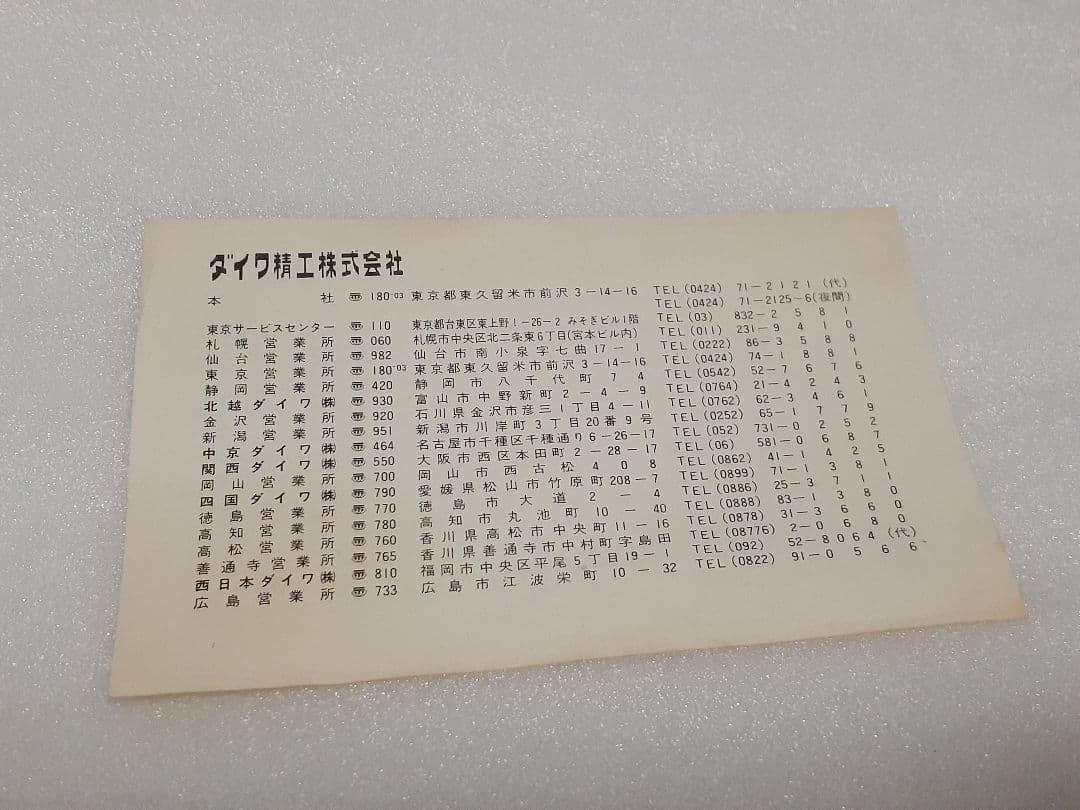 ダイワ精工株式会社
本社 〠 180-03 東京都東久留米市前沢3-14-16 TEL(0424) 71-2121(代)
TEL(0424) 71-2125~6(夜間)
東京サービスセンター 〠 110 東京都台東区東上野1-26-2 みそぎビル1階 TEL(03) 832-2581
札幌営業所 〠 060 札幌市中央区北二条東6丁目(宮本ビル内) TEL(011) 231-9410
仙台営業所 〠 982 仙台市南小泉字七曲17-1 TEL(0222) 86-3588
東京営業所 〠 180-03 東京都東久留米市前沢3-14-16 TEL(0424) 74-1881
静岡営業所 〠 420 静岡市八千代町74 TEL(0542) 52-7676
北越ダイワ㈱ 〠 930 富山市中野新町2-4-9 TEL(0764) 21-4243
金沢営業所 〠 920 石川県金沢市彦三1丁目4-11 TEL(0762) 62-3461
新潟営業所 〠 951 新潟市川岸町3丁目20番9号 TEL(0252) 65-1779
中京ダイワ㈱ 〠 464 名古屋市千種区千種通り6-26-17 TEL(052) 731-0252
関西ダイワ㈱ 〠 550 大阪市西区本田町2-28-17 TEL(06) 581-0687
岡山営業所 〠 700 岡山市西古松408 TEL(0862) 41-1425
四国ダイワ㈱ 〠 790 愛媛県松山市竹原町208-7 TEL(0899) 71-1381
徳島営業所 〠 770 徳島市大道2-4 TEL(0886) 25-3711
高知営業所 〠 780 高知市丸池町10-40 TEL(0888) 83-1380
高松営業所 〠 760 香川県高松市中央町11-16 TEL(0878) 31-3660
善通寺営業所 〠 765 香川県善通寺市中村町字島田 TEL(08776) 2-0680
西日本ダイワ㈱ 〠 810 福岡市中央区平尾5丁目19-1 TEL(092) 52-8064(代)
広島営業所 〠 733 広島市江波栄町10-32 TEL(0822) 91-0566